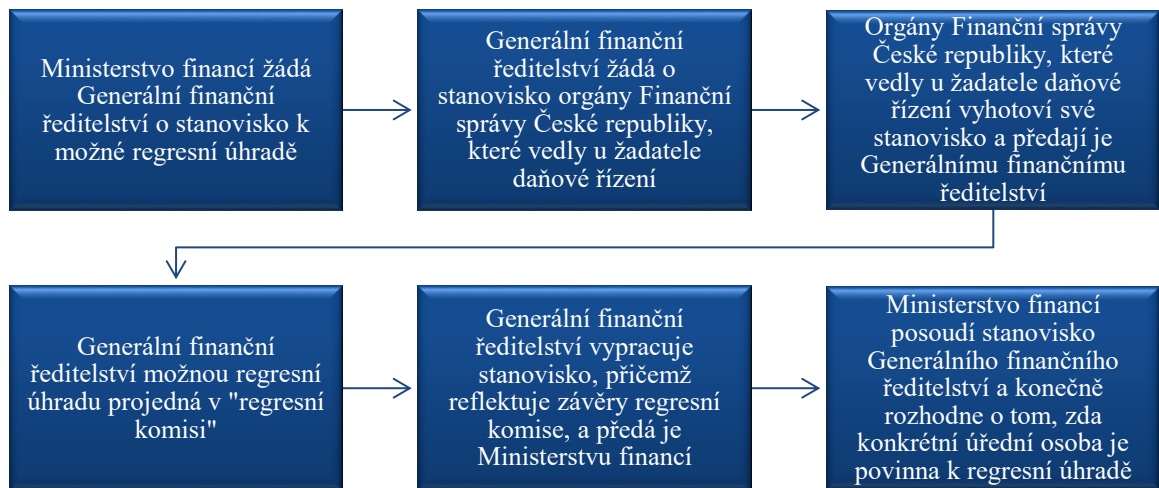 Ministerstvo financí žádá
Generální finanční
ředitelství o stanovisko k
možné regresní úhradě
Generální finanční
ředitelství žádá o
stanovisko orgány Finanční
správy České republiky,
které vedly u žadatele
daňové řízení
Orgány Finanční správy
České republiky, které
vedly u žadatele daňové
řízení vyhotoví své
stanovisko a předají je
Generálnímu finančnímu
ředitelství
Generální finanční
ředitelství možnou regresní
úhradu projedná v "regresní
komisi"
Generální finanční
ředitelství vypracuje
stanovisko, přičemž
reflektuje závěry regresní
komise, a předá je
Ministerstvu financí
Ministerstvo financí
posoudí stanovisko
Generálního finančního
ředitelství a konečně
rozhodne o tom, zda
konkrétní úřední osoba je
povinna k regresní úhradě